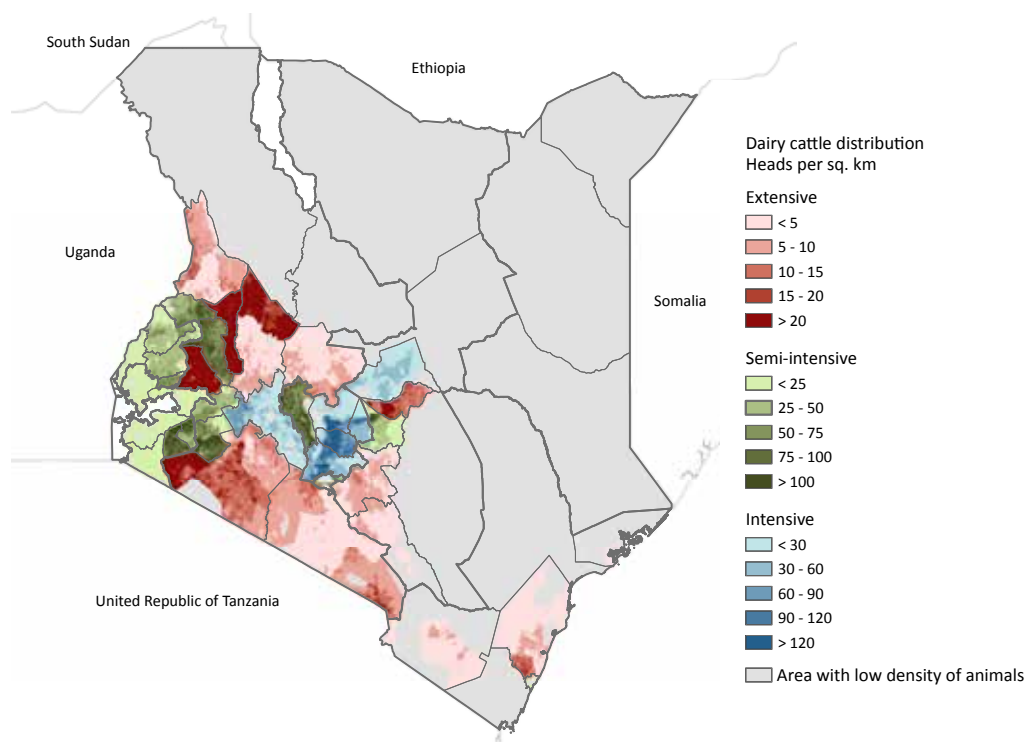 South Sudan
Ethiopia
Uganda
Somalia
United Republic of Tanzania
Dairy cattle distribution
Heads per sq. km
Extensive
< 5
5 - 10
10 - 15
15 - 20
> 20
Semi-intensive
< 25
25 - 50
50 - 75
75 - 100
> 100
Intensive
< 30
30 - 60
60 - 90
90 - 120
> 120
Area with low density of animals